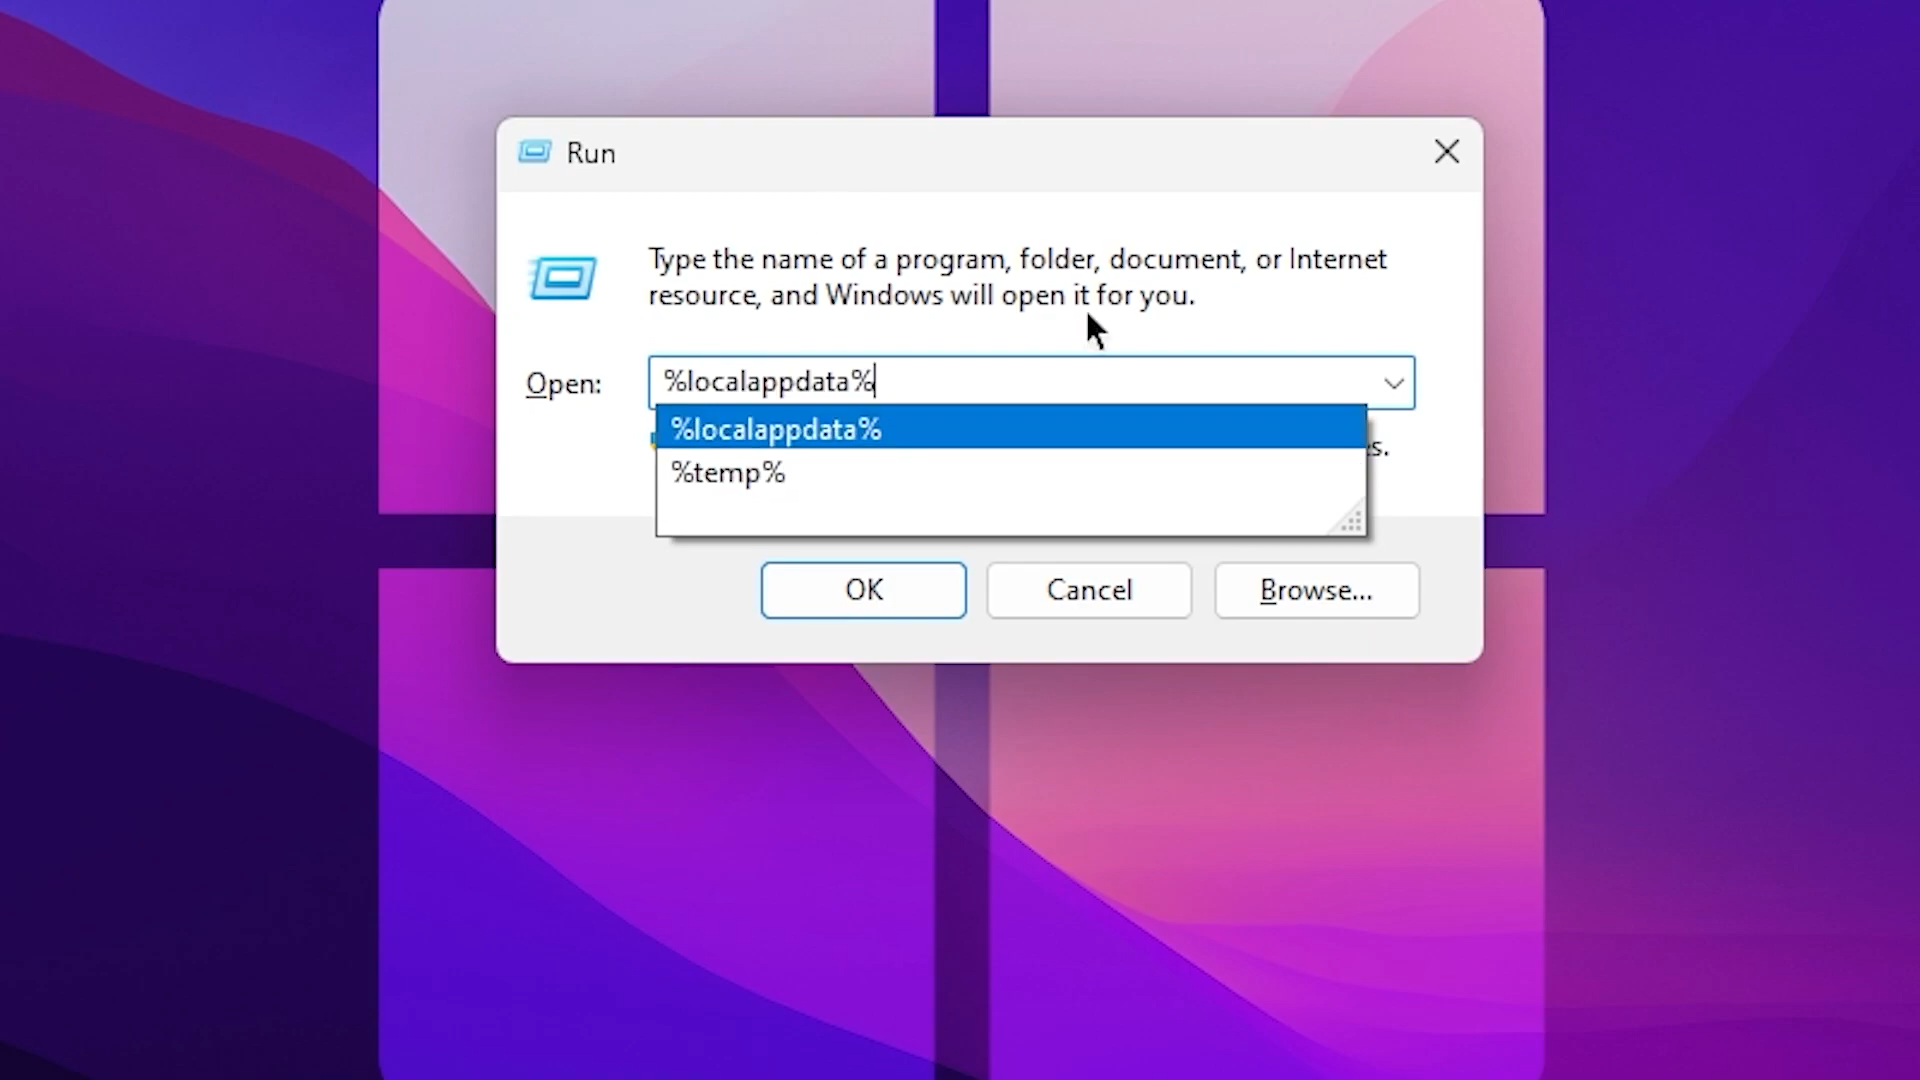 Run
Type the name of a program, folder, document, or Internet
resource, and Windows will open it for you.
Open: %localappdata%
%localappdata%
s.
%temp%
OK Cancel Browse...